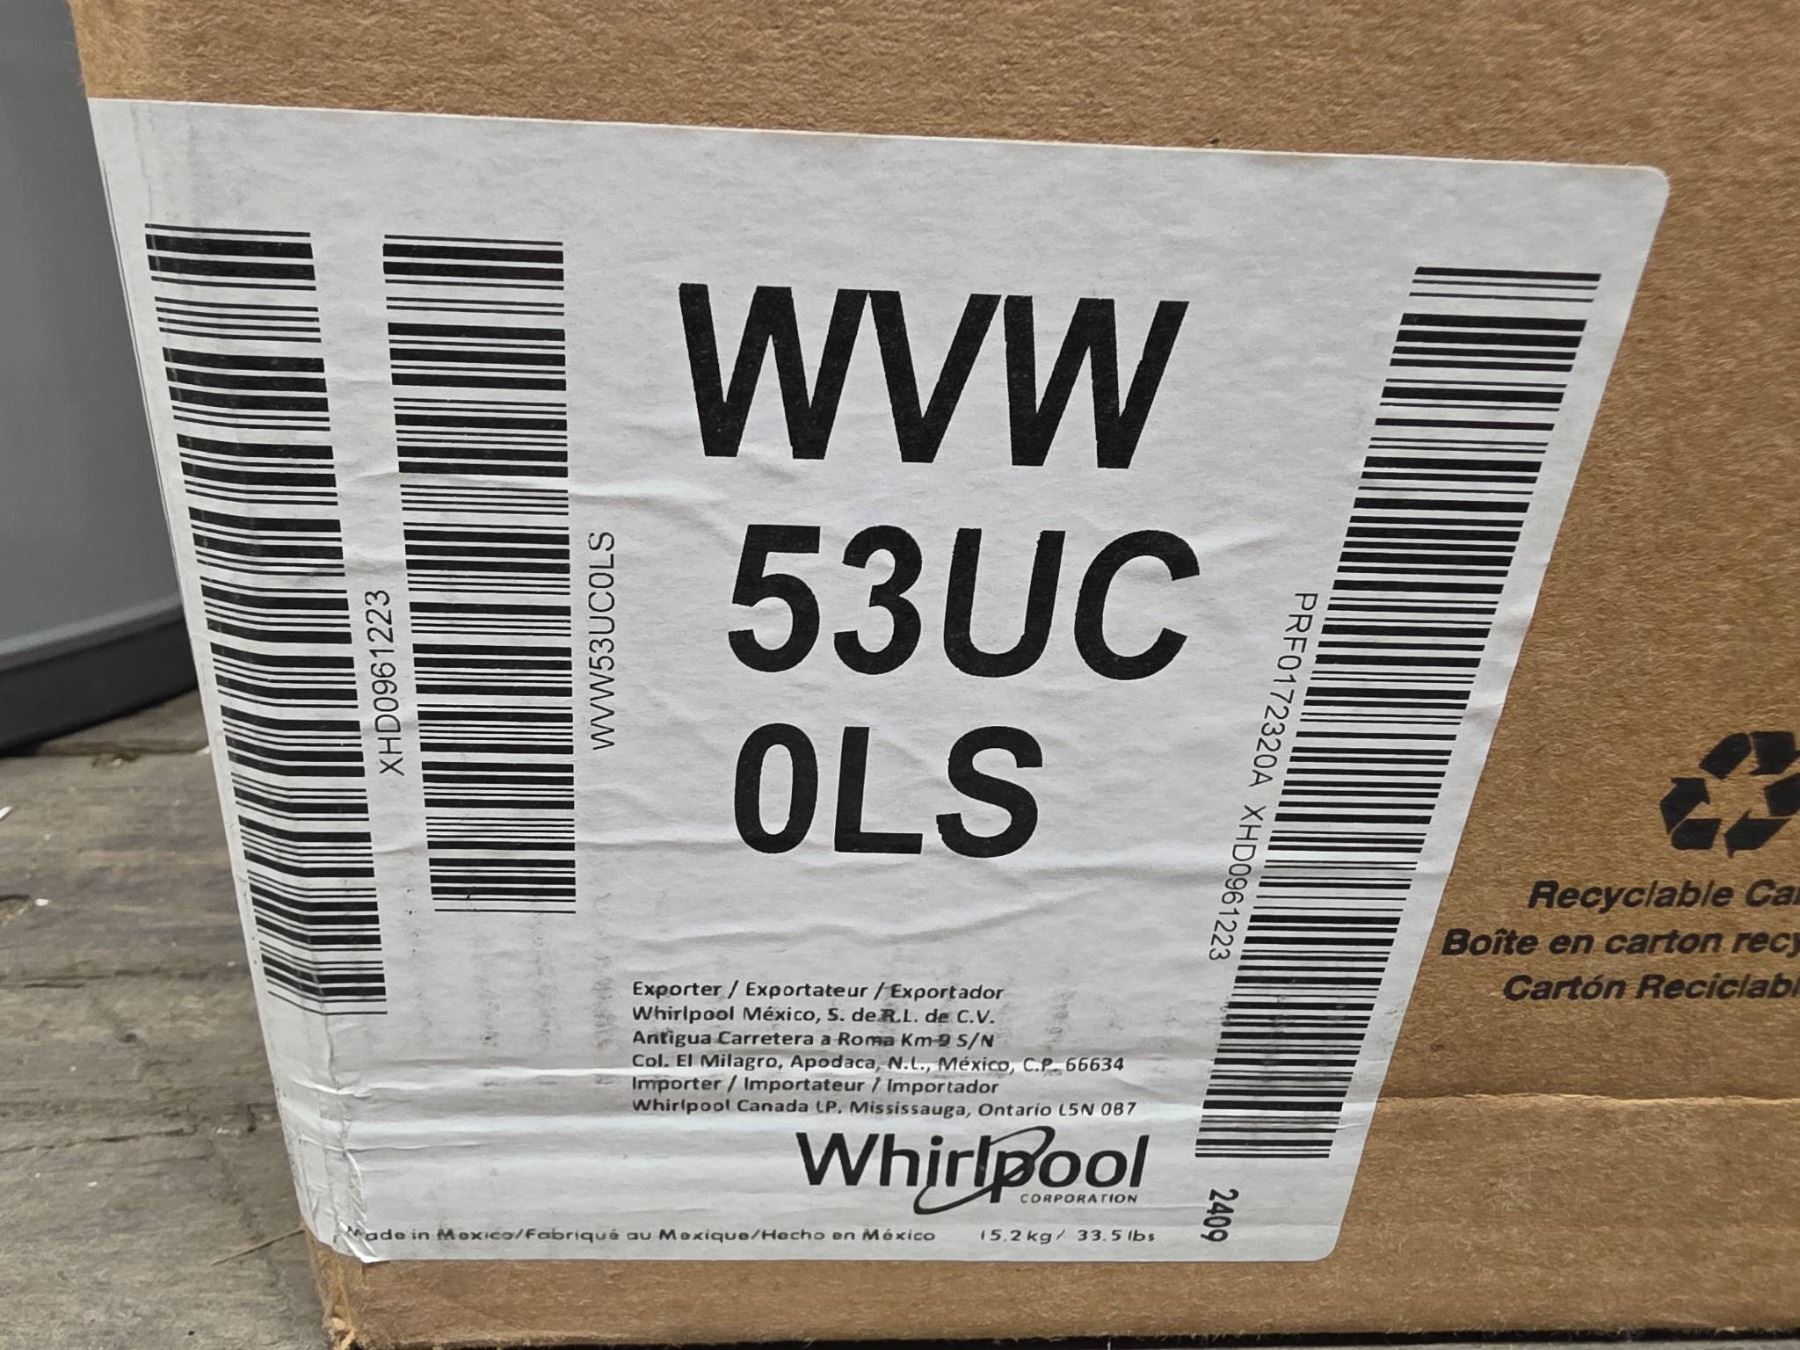 XHD0961223
WVW53UC0LS
WVW
53UC
0LS
PRF0172320A XHD0961223
Exporter / Exportateur / Exportador
Whirlpool México, S. de R.L. de C.V.
Antigua Carretera a Roma Km 9 S/N
Col. El Milagro, Apodaca, N.L., México, C.P. 66634
Importer / Importateur / Importador
Whirlpool Canada LP. Mississauga, Ontario L5N 0B7
Whirlpool
CORPORATION
Made in Mexico/Fabriqué au Mexique/Hecho en México 15.2 kg/ 33.5 lbs
2409
Recyclable Ca
Boîte en carton recy
Cartón Reciclabl